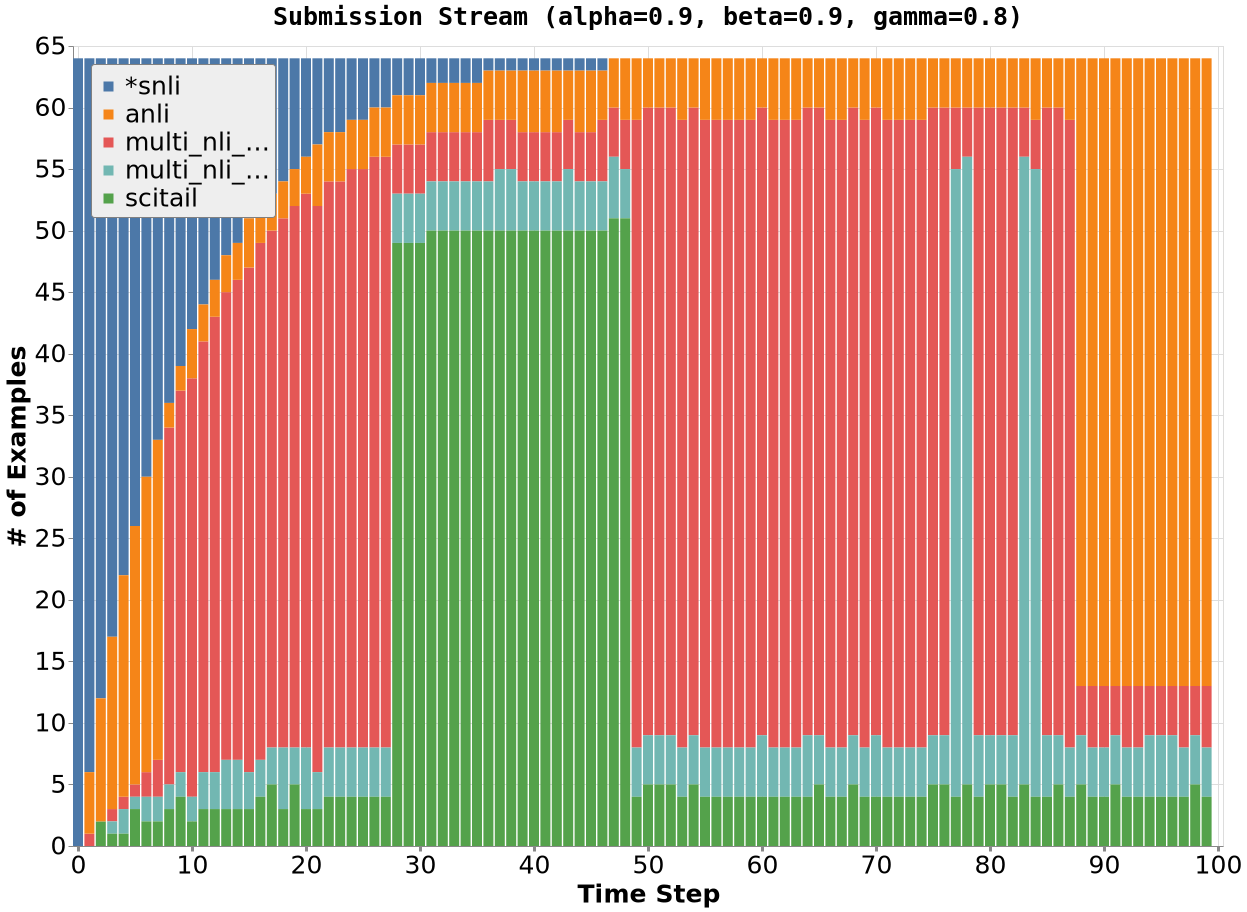 Submission Stream (alpha=0.9, beta=0.9, gamma=0.8)
*snli
anli
multi_nli_...
multi_nli_...
scitail
# of Examples
65
60
55
50
45
40
35
30
25
20
15
10
5
0
0 10 20 30 40 50 60 70 80 90 100
Time Step